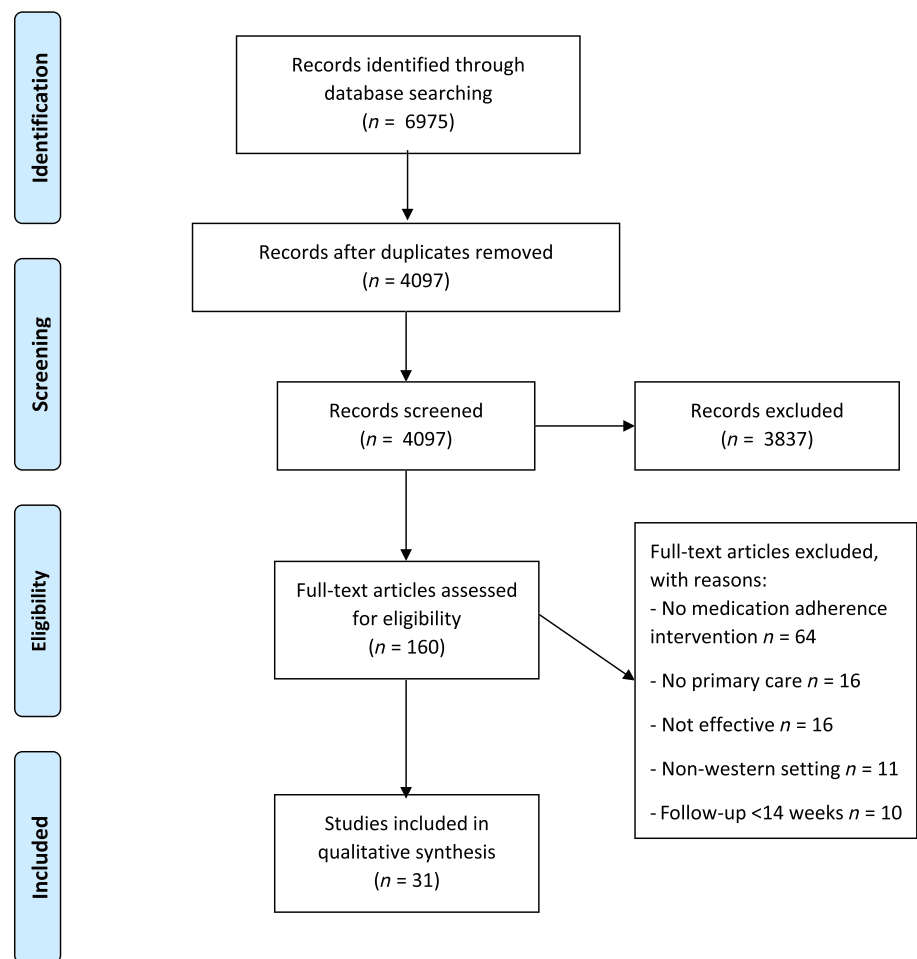 Identification
Records identified through
database searching
(n = 6975)
Records after duplicates removed
(n = 4097)
Screening
Records screened
(n = 4097)
Records excluded
(n = 3837)
Eligibility
Full-text articles assessed
for eligibility
(n = 160)
Full-text articles excluded,
with reasons:
- No medication adherence
intervention n = 64
- No primary care n = 16
- Not effective n = 16
- Non-western setting n = 11
- Follow-up <14 weeks n = 10
Included
Studies included in
qualitative synthesis
(n = 31)